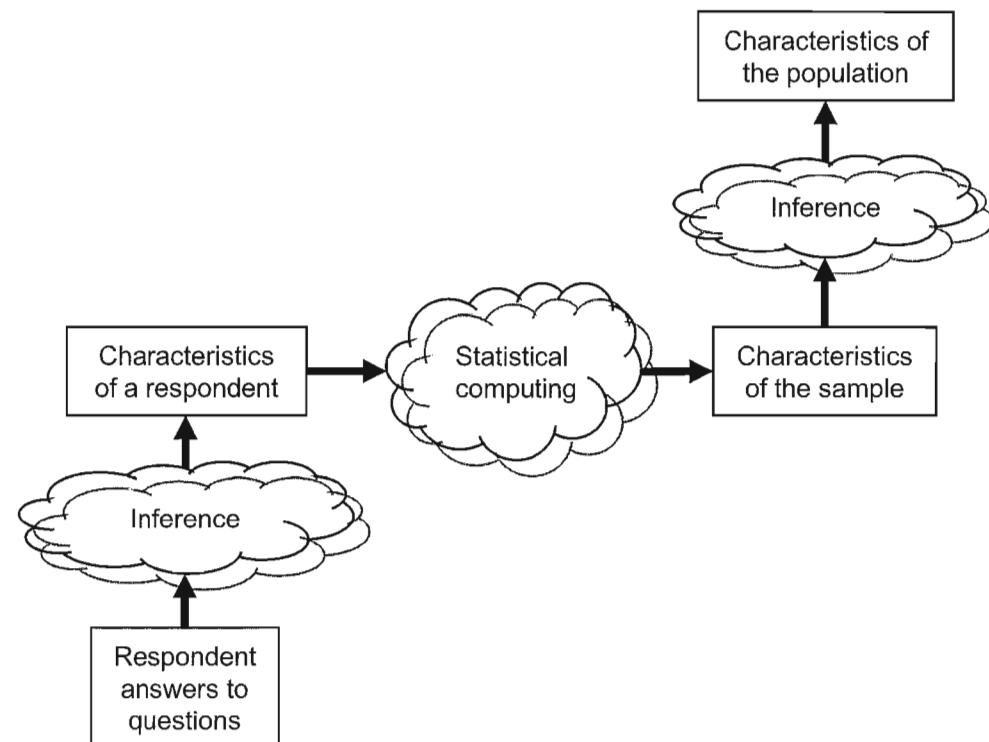 Characteristics of
the population
Inference
Characteristics
of a respondent
Statistical
computing
Characteristics
of the sample
Inference
Respondent
answers to
questions